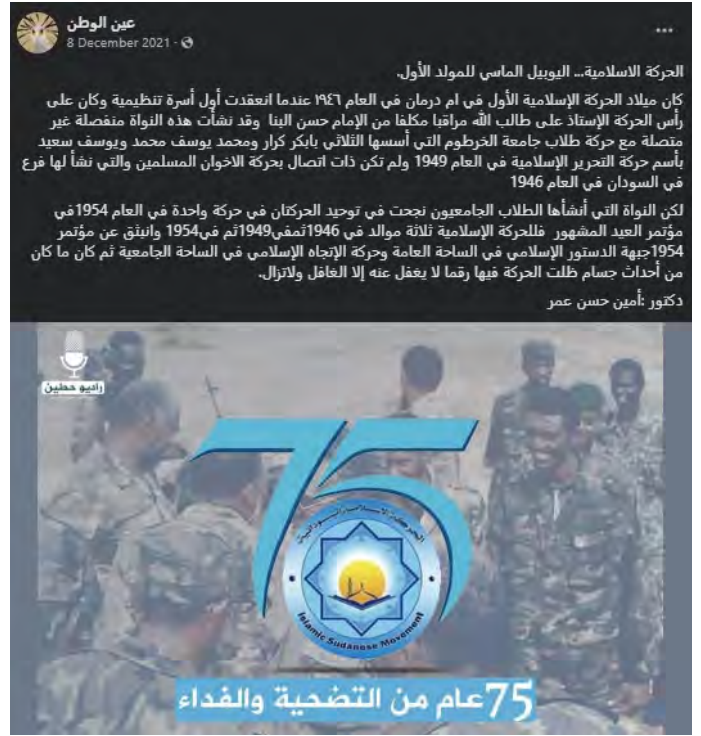 عين الوطن
8 December 2021 ·
الحركة الاسلامية... اليوبيل الماسي للمولد الأول.
كان ميلاد الحركة الإسلامية الأول في ام درمان في العام ١٩٤٦ عندما انعقدت أول أسرة تنظيمية وكان على
رأس الحركة الإستاذ على طالب الله مراقبا مكلفا من الإمام حسن البنا وقد نشأت هذه النواة منفصلة غير
متصلة مع حركة طلاب جامعة الخرطوم التي أسسها الثلاثي بابكر كرار ومحمد يوسف محمد ويوسف سعيد
بأسم حركة التحرير الإسلامية في العام 1949 ولم تكن ذات اتصال بحركة الاخوان المسلمين والتي نشأ لها فرع
في السودان في العام 1946
لكن النواة التي أنشأها الطلاب الجامعيون نجحت في توحيد الحركتان في حركة واحدة في العام 1954في
مؤتمر العيد المشهور فللحركة الإسلامية ثلاثة موالد في 1946ثمفي1949ثم في1954 وانبثق عن مؤتمر
1954جبهة الدستور الإسلامي في الساحة العامة وحركة الإتجاه الإسلامي في الساحة الجامعية ثم كان ما كان
من أحداث جسام ظلت الحركة فيها رقما لا يغفل عنه إلا الغافل ولاتزال.
دكتور :أمين حسن عمر
راديو حطين
75
الحركة الاسلامية السودانية
Islamic Sudanose Movement
75عام من التضحية والفداء